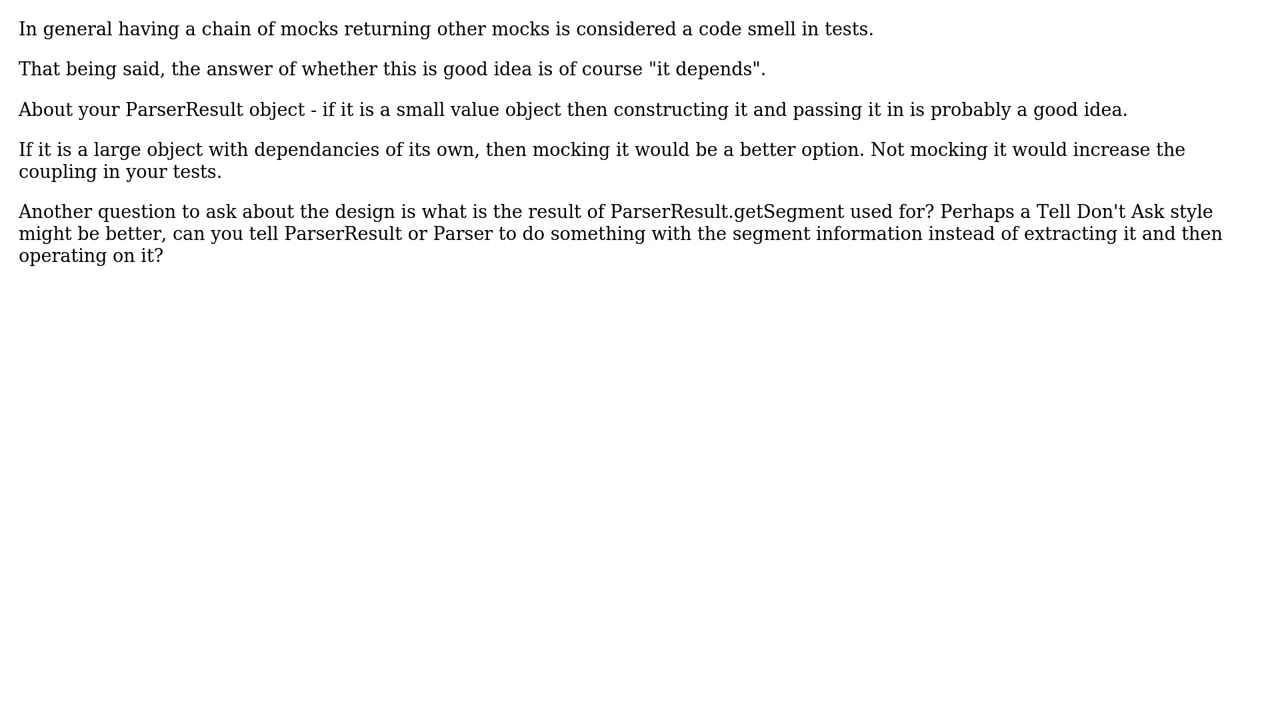 In general having a chain of mocks returning other mocks is considered a code smell in tests.
That being said, the answer of whether this is good idea is of course "it depends".
About your ParserResult object - if it is a small value object then constructing it and passing it in is probably a good idea.
If it is a large object with dependancies of its own, then mocking it would be a better option. Not mocking it would increase the
coupling in your tests.
Another question to ask about the design is what is the result of ParserResult.getSegment used for? Perhaps a Tell Don't Ask style
might be better, can you tell ParserResult or Parser to do something with the segment information instead of extracting it and then
operating on it?